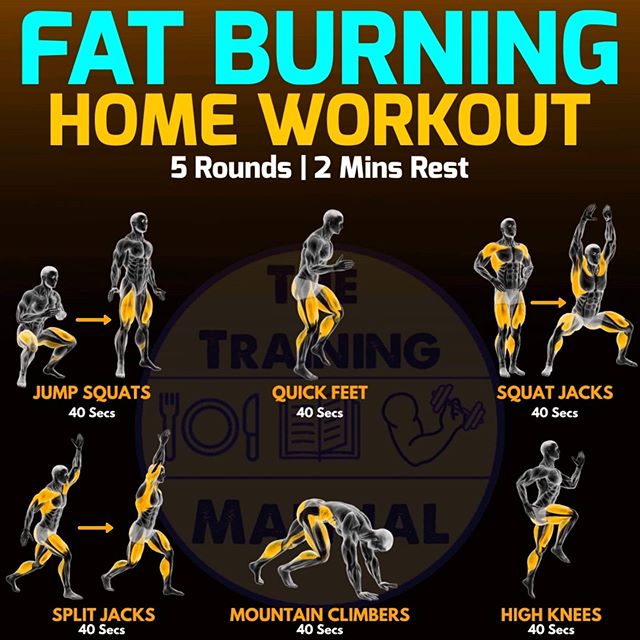 FAT BURNING
HOME WORKOUT
5 Rounds | 2 Mins Rest
THE
TRAINING
MANUAL
JUMP SQUATS
40 Secs
QUICK FEET
40 Secs
SQUAT JACKS
40 Secs
SPLIT JACKS
40 Secs
MOUNTAIN CLIMBERS
40 Secs
HIGH KNEES
40 Secs